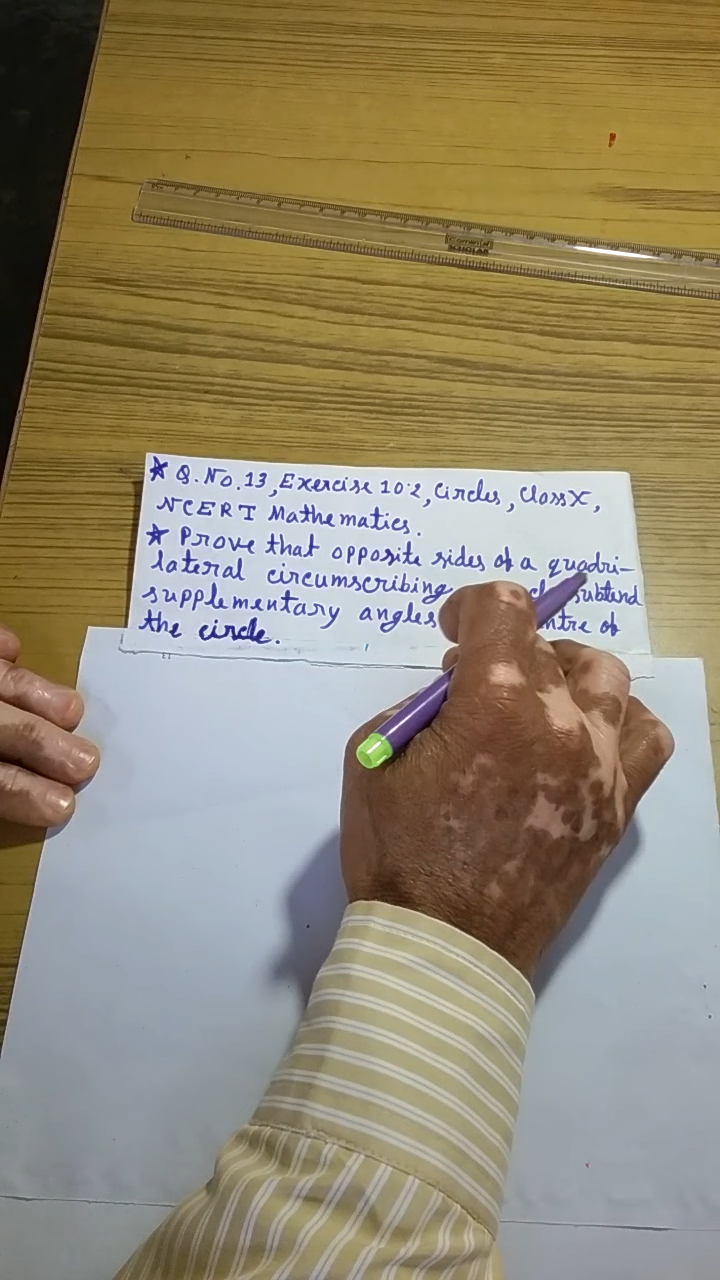 ★ Q. No. 13, Exercise 10.2, Circles, Class X,
NCERT Mathematics.
★ Prove that opposite sides of a quadri-
lateral circumscribing subtend
supplementary angles of
the circle.
SCHOLAR